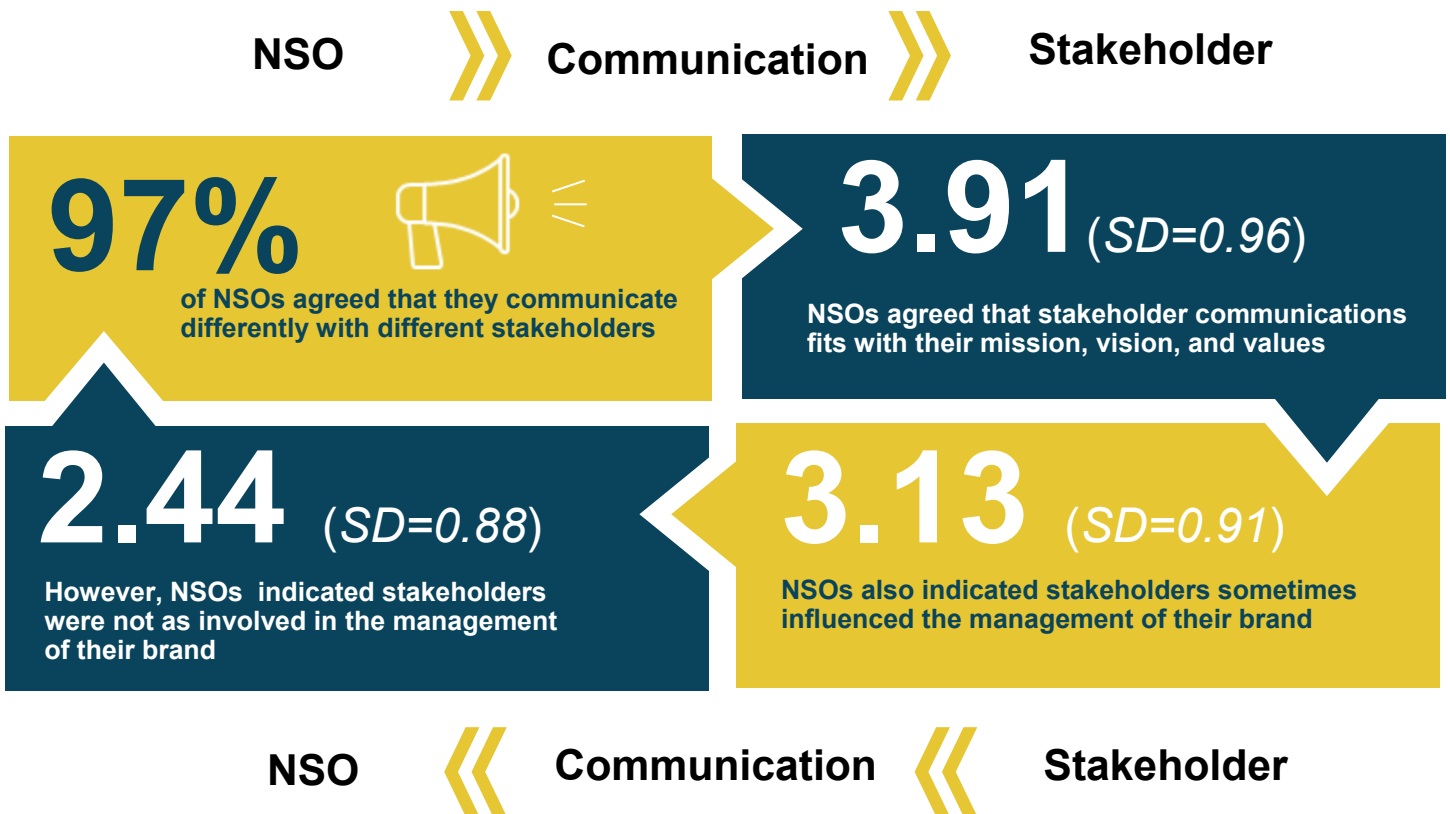 NSO
Communication
Stakeholder
97%
of NSOs agreed that they communicate
differently with different stakeholders
3.91 (SD=0.96)
NSOs agreed that stakeholder communications
fits with their mission, vision, and values
2.44 (SD=0.88)
However, NSOs indicated stakeholders
were not as involved in the management
of their brand
3.13 (SD=0.91)
NSOs also indicated stakeholders sometimes
influenced the management of their brand
NSO
Communication
Stakeholder